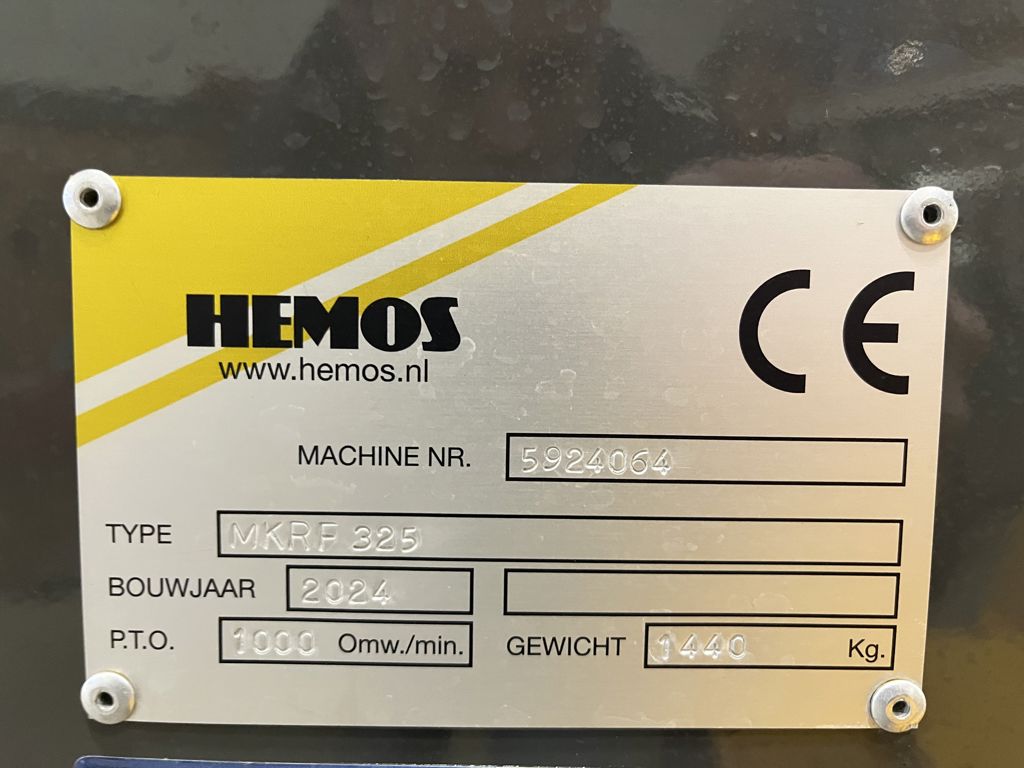 HEMOS
www.hemos.nl
CE
MACHINE NR. 5924064
TYPE MKRF 325
BOUWJAAR 2024
P.T.O. 1000 Omw./min. GEWICHT 1440 Kg.